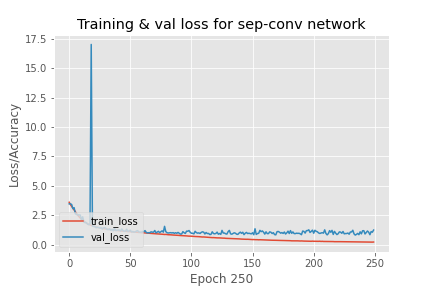 Training & val loss for sep-conv network
17.5
15.0
12.5
10.0
7.5
5.0
2.5
0.0
Loss/Accuracy
train_loss
val_loss
0 50 100 150 200 250
Epoch 250